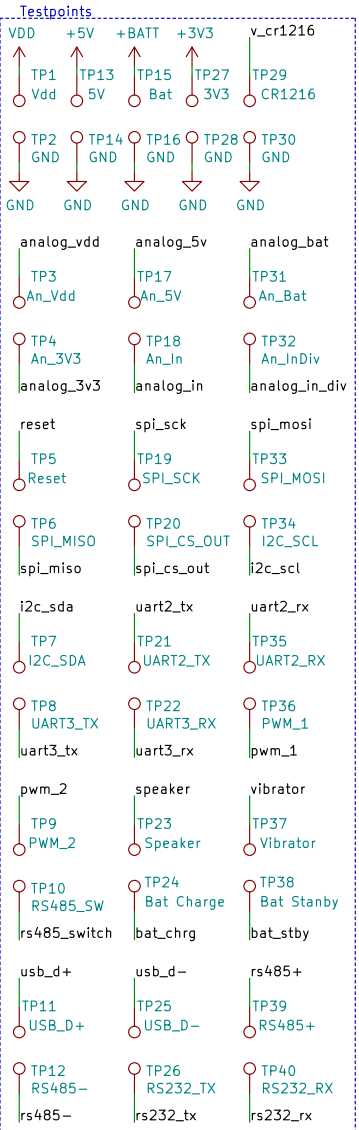 Testpoints
VDD +5V +BATT +3V3 v_cr1216
TP1 TP13 TP15 TP27 TP29
Vdd 5V Bat 3V3 CR1216
TP2 TP14 TP16 TP28 TP30
GND GND GND GND GND
GND GND GND GND GND
analog_vdd analog_5v analog_bat
TP3 TP17 TP31
An_Vdd An_5V An_Bat
TP4 TP18 TP32
An_3V3 An_In An_InDiv
analog_3v3 analog_in analog_in_div
reset spi_sck spi_mosi
TP5 TP19 TP33
Reset SPI_SCK SPI_MOSI
TP6 TP20 TP34
SPI_MISO SPI_CS_OUT I2C_SCL
spi_miso spi_cs_out i2c_scl
i2c_sda uart2_tx uart2_rx
TP7 TP21 TP35
I2C_SDA UART2_TX UART2_RX
TP8 TP22 TP36
UART3_TX UART3_RX PWM_1
uart3_tx uart3_rx pwm_1
pwm_2 speaker vibrator
TP9 TP23 TP37
PWM_2 Speaker Vibrator
TP10 TP24 TP38
RS485_SW Bat Charge Bat Stanby
rs485_switch bat_chrg bat_stby
usb_d+ usb_d- rs485+
TP11 TP25 TP39
USB_D+ USB_D- RS485+
TP12 TP26 TP40
RS485- RS232_TX RS232_RX
rs485- rs232_tx rs232_rx